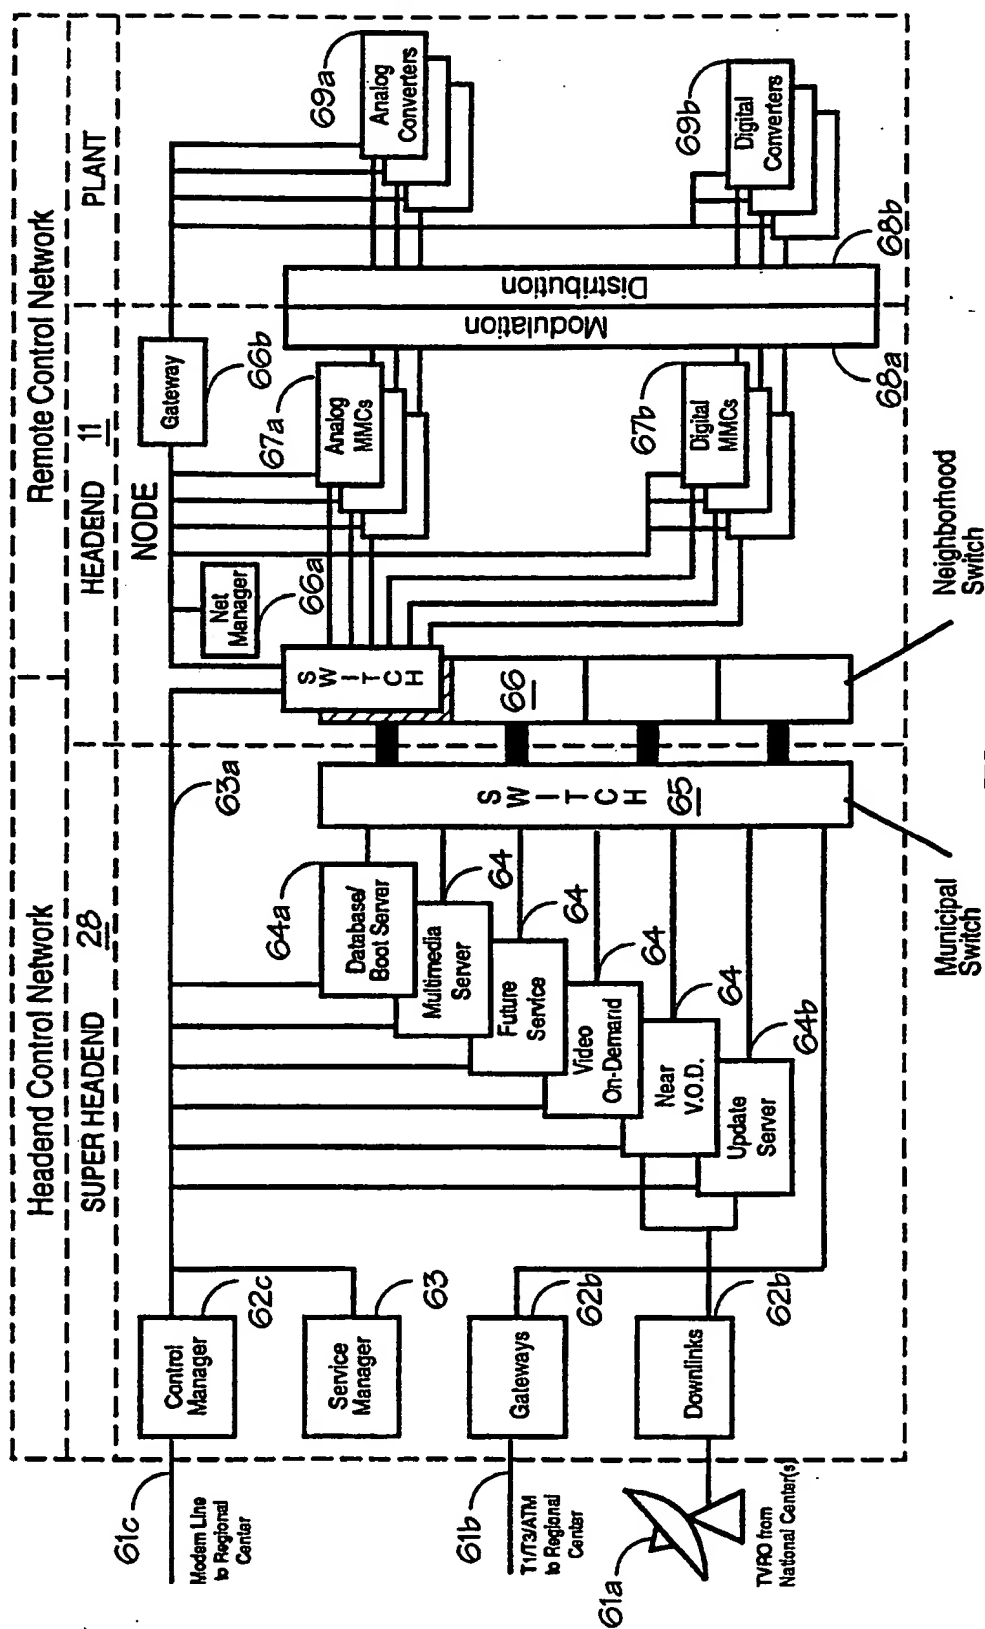 Headend Control Network
Remote Control Network
SUPER HEADEND
28
HEADEND
11
PLANT
NODE
61c
Modem Line
to Regional
Center
Control
Manager
62c
63a
Service
Manager
63
61b
T1/T3/ATM
to Regional
Center
Gateways
62b
61a
TVRO from
National Center(s)
Downlinks
62b
64a
Database/
Boot Server
Multimedia
Server
64
Future
Service
64
Video
On-Demand
64
Near
V.O.D.
64
Update
Server
64b
SWITCH
65
Municipal
Switch
SWITCH
66
Neighborhood
Switch
Net
Manager
66a
Gateway
66b
67a
Analog
MMCs
67b
Digital
MMCs
Modulation
68a
Distribution
68b
69a
Analog
Converters
69b
Digital
Converters